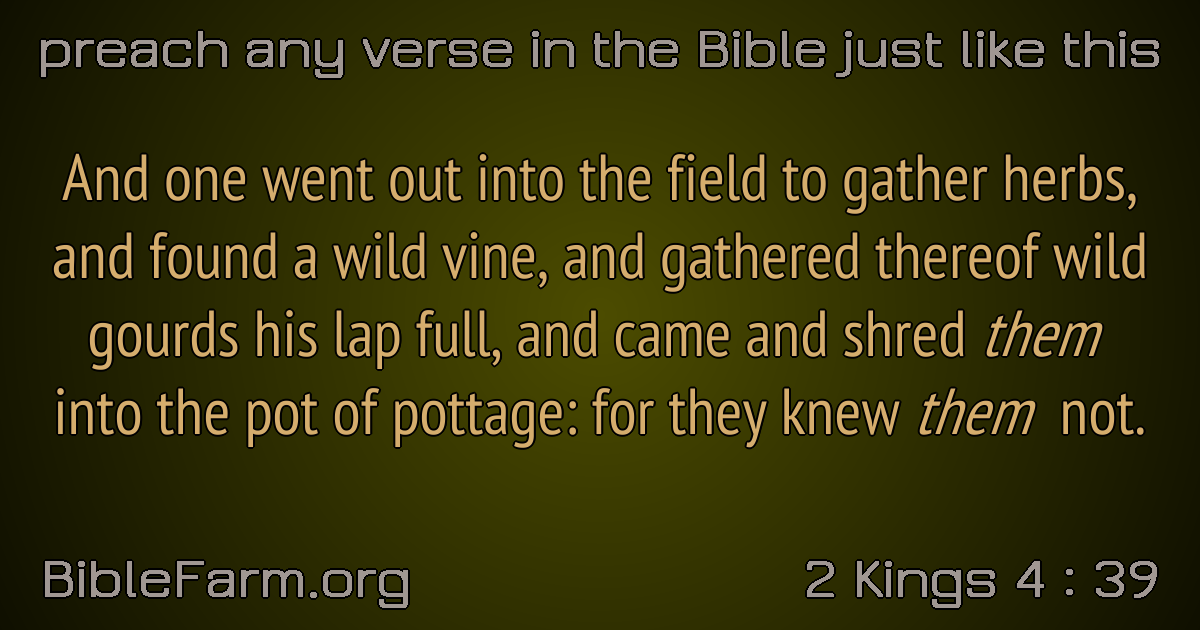 preach any verse in the Bible just like this
And one went out into the field to gather herbs,
and found a wild vine, and gathered thereof wild
gourds his lap full, and came and shred them
into the pot of pottage: for they knew them not.
BibleFarm.org
2 Kings 4 : 39